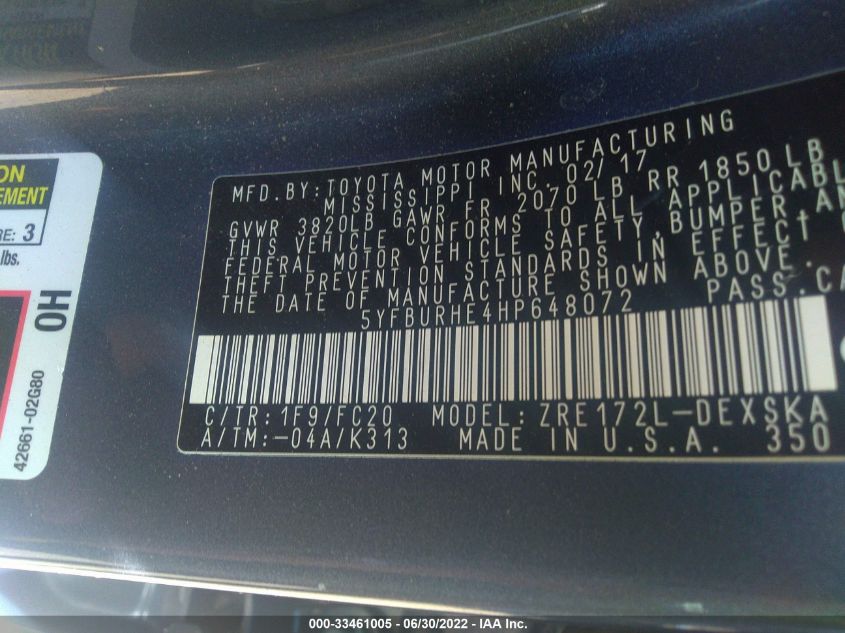 MFD.BY:TOYOTA MOTOR MANUFACTURING
MISSISSIPPI INC. 02/17
GVWR 3820LB GAWR FR 2070 LB RR 1850LB
THIS VEHICLE CONFORMS TO ALL APPLICABL
FEDERAL MOTOR VEHICLE SAFETY, BUMPER AN
THEFT PREVENTION STANDARDS IN EFFECT
THE DATE OF MANUFACTURE SHOWN ABOVE.
5YFBURHE4HP648072 PASS.CA
C/TR: 1F9/FC20 MODEL: ZRE172L-DEXSKA
A/TM:-04A/K313 MADE IN U.S.A. 350
ON
EMENT
RE: 3
lbs.
OH
42661-02G80
000-33461005 - 06/30/2022 - IAA Inc.